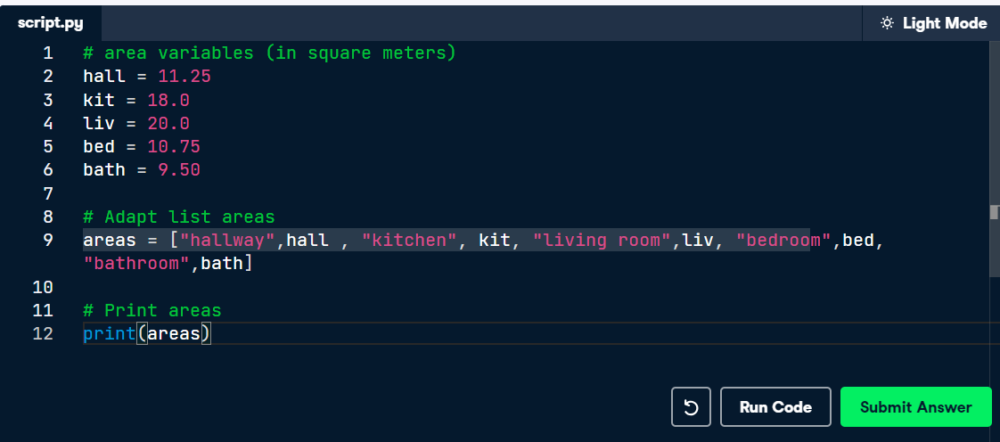 script.py
Light Mode
1 # area variables (in square meters)
2 hall = 11.25
3 kit = 18.0
4 liv = 20.0
5 bed = 10.75
6 bath = 9.50
7
8 # Adapt list areas
9 areas = ["hallway",hall , "kitchen", kit, "living room",liv, "bedroom",bed,
"bathroom",bath]
10
11 # Print areas
12 print(areas)
Run Code
Submit Answer